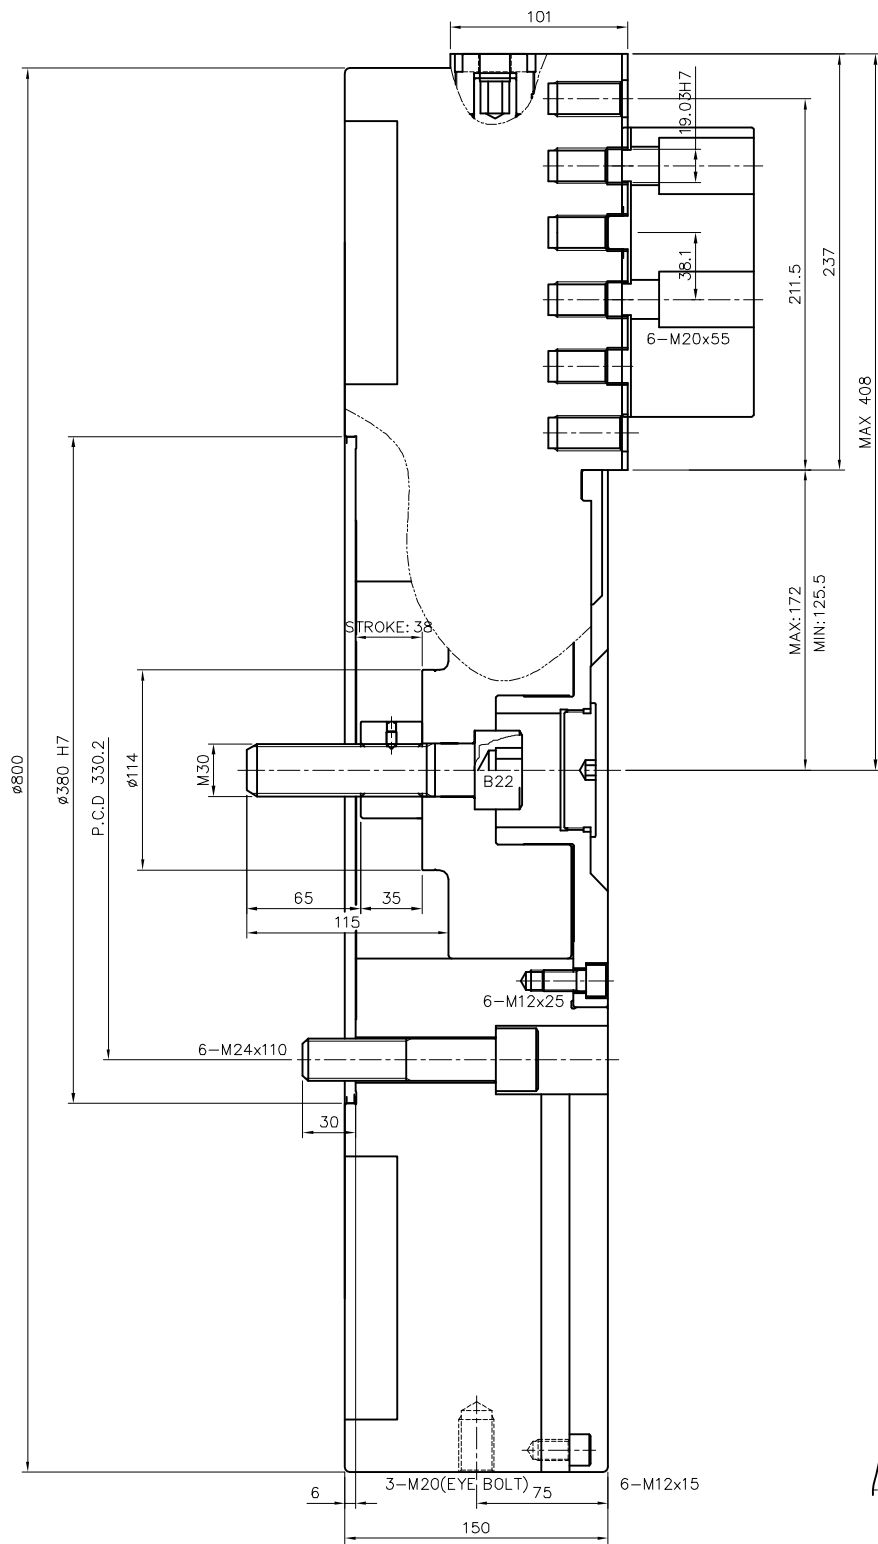 101
19.03H7
38.1
211.5
237
MAX 408
6-M20x55
MAX:172
MIN:125.5
STROKE:38
ø800
ø380 H7
P.C.D 330.2
ø114
M30
B22
65
35
115
6-M12x25
6-M24x110
30
3-M20(EYE BOLT)
6-M12x15
6
75
150